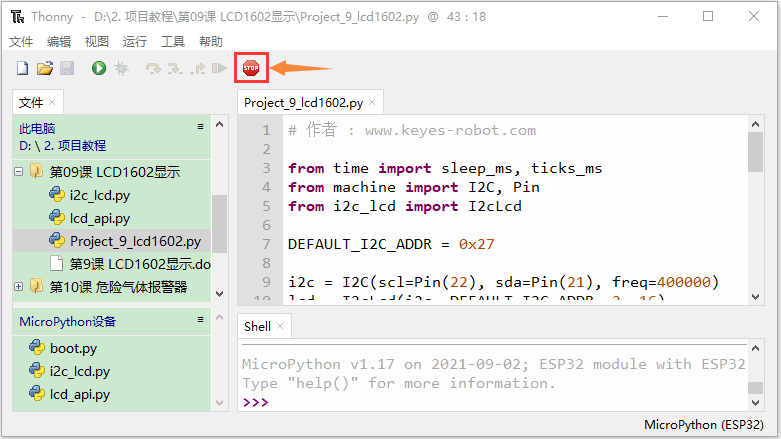 Thonny - D:\2. 项目教程\第09课 LCD1602显示\Project_9_lcd1602.py @ 43 : 18
文件 编辑 视图 运行 工具 帮助
STOP
文件
此电脑
D: \ 2. 项目教程
第09课 LCD1602显示
i2c_lcd.py
lcd_api.py
Project_9_lcd1602.py
第9课 LCD1602显示.do
第10课 危险气体报警器
MicroPython设备
boot.py
i2c_lcd.py
lcd_api.py
Project_9_lcd1602.py
1 # 作者 : www.keyes-robot.com
2
3 from time import sleep_ms, ticks_ms
4 from machine import I2C, Pin
5 from i2c_lcd import I2cLcd
6
7 DEFAULT_I2C_ADDR = 0x27
8
9 i2c = I2C(scl=Pin(22), sda=Pin(21), freq=400000)
10 lcd = I2cLcd(i2c, DEFAULT_I2C_ADDR, 2, 16)
Shell
MicroPython v1.17 on 2021-09-02; ESP32 module with ESP32
Type "help()" for more information.
>>>
MicroPython (ESP32)